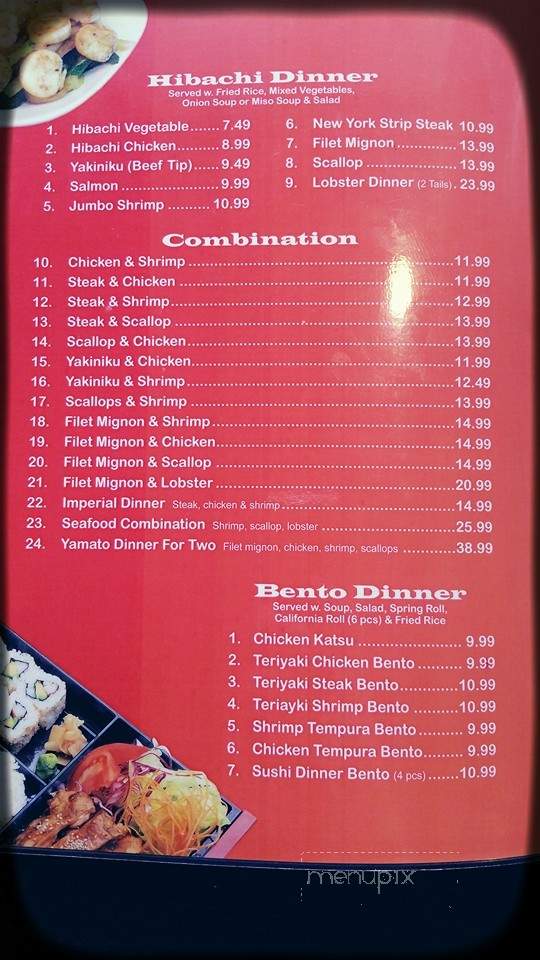 Hibachi Dinner
Served w. Fried Rice, Mixed Vegetables,
Onion Soup or Miso Soup & Salad
1. Hibachi Vegetable.......7.49
2. Hibachi Chicken..........8.99
3. Yakiniku (Beef Tip)......9.49
4. Salmon.......................9.99
5. Jumbo Shrimp ..........10.99
6. New York Strip Steak 10.99
7. Filet Mignon..............13.99
8. Scallop .....................13.99
9. Lobster Dinner (2 Tails). 23.99
Combination
10. Chicken & Shrimp ..........11.99
11. Steak & Chicken ..........11.99
12. Steak & Shrimp..........12.99
13. Steak & Scallop ..........13.99
14. Scallop & Chicken..........13.99
15. Yakiniku & Chicken..........11.99
16. Yakiniku & Shrimp..........12.49
17. Scallops & Shrimp ..........13.99
18. Filet Mignon & Shrimp..........14.99
19. Filet Mignon & Chicken..........14.99
20. Filet Mignon & Scallop ..........14.99
21. Filet Mignon & Lobster ..........20.99
22. Imperial Dinner Steak, chicken & shrimp..........14.99
23. Seafood Combination Shrimp, scallop, lobster ..........25.99
24. Yamato Dinner For Two Filet mignon, chicken, shrimp, scallops ..........38.99
Bento Dinner
Served w. Soup, Salad, Spring Roll,
California Roll (6 pcs) & Fried Rice
1. Chicken Katsu ...................... 9.99
2. Teriyaki Chicken Bento .......... 9.99
3. Teriyaki Steak Bento............10.99
4. Teriayki Shrimp Bento ..........10.99
5. Shrimp Tempura Bento.......... 9.99
6. Chicken Tempura Bento......... 9.99
7. Sushi Dinner Bento (4 pcs).......10.99
menupix